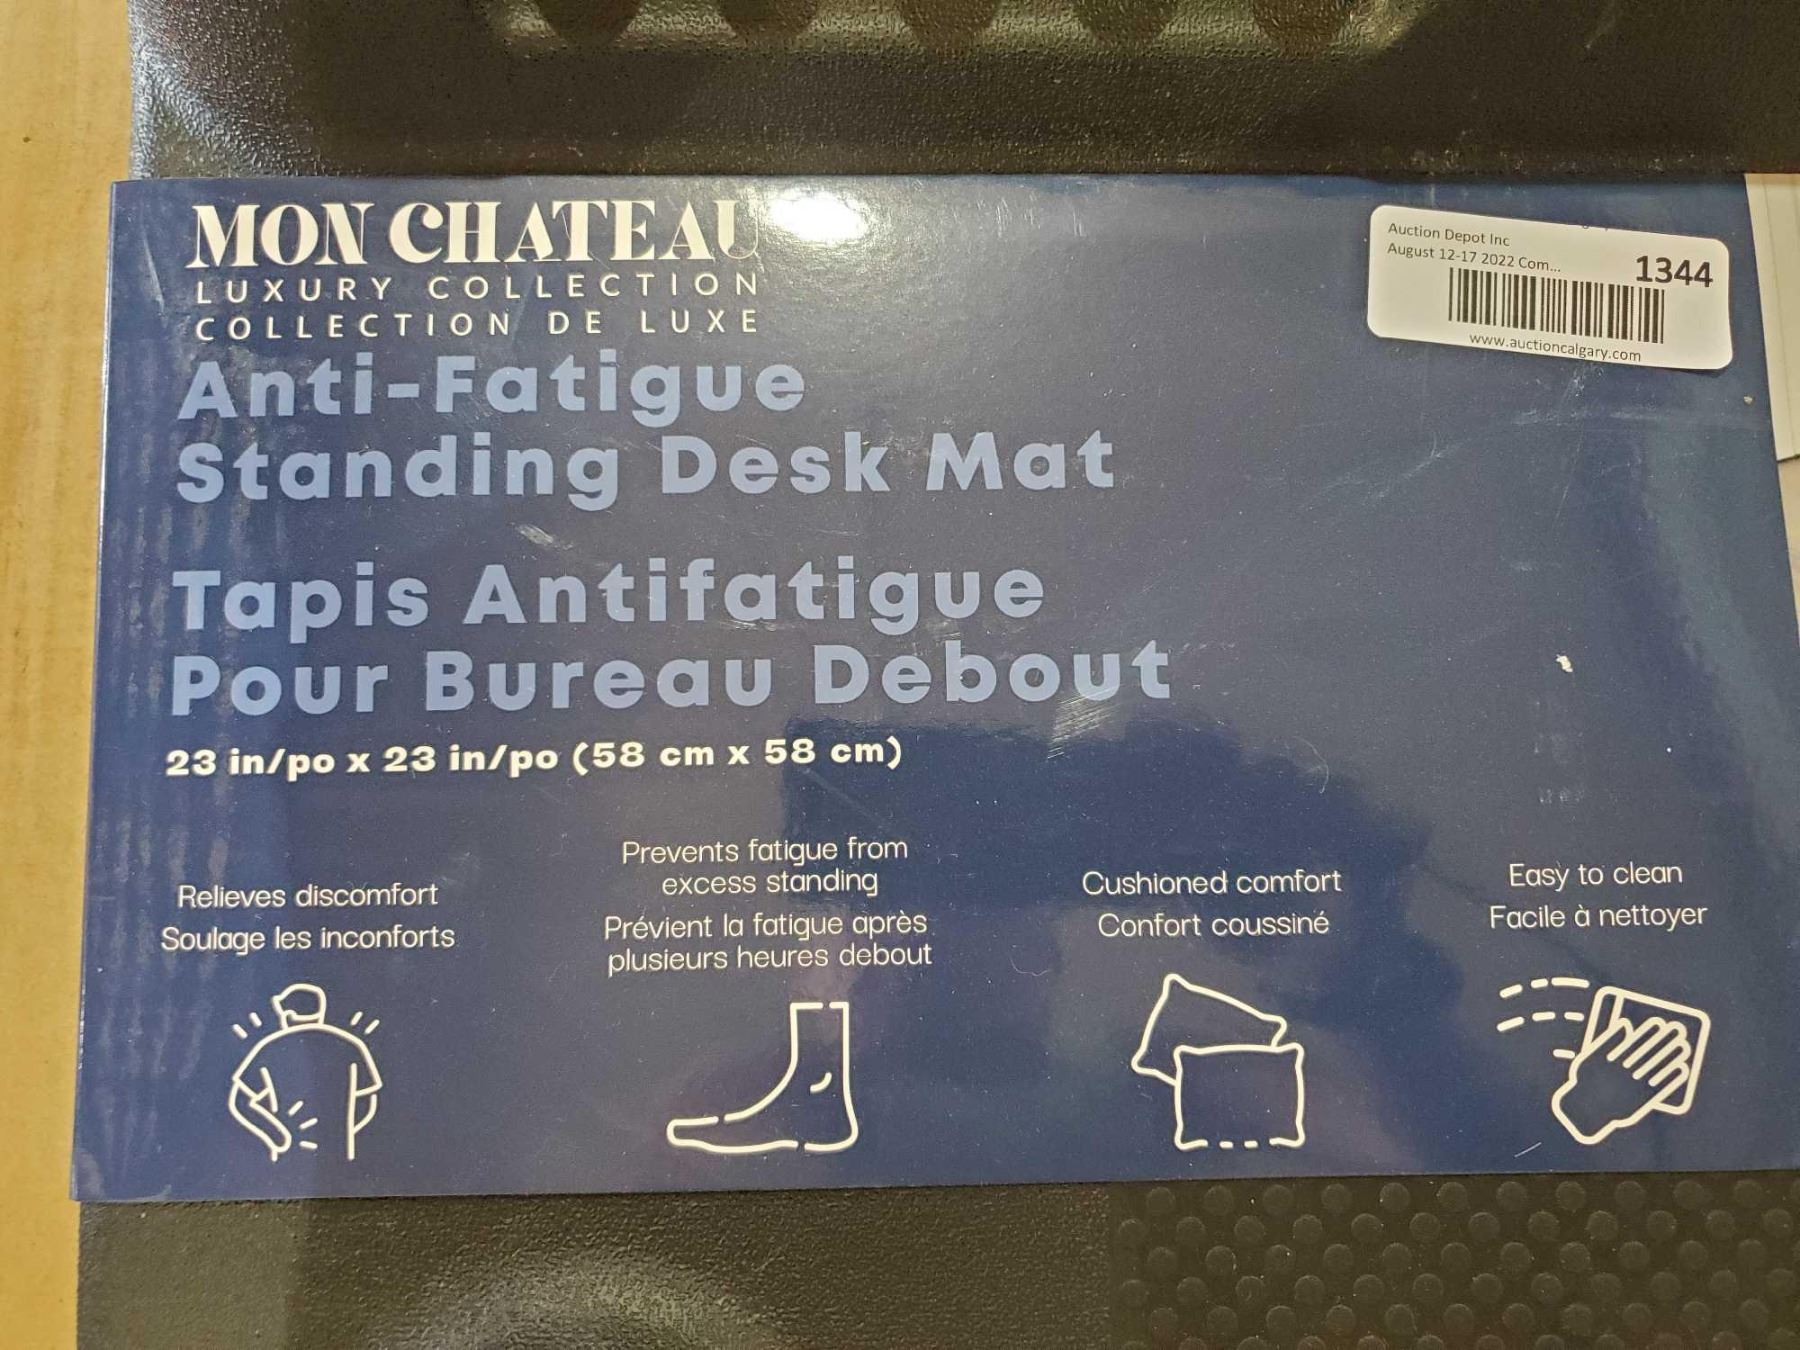 MON CHATEAU
LUXURY COLLECTION
COLLECTION DE LUXE
Anti-Fatigue
Standing Desk Mat
Tapis Antifatigue
Pour Bureau Debout
23 in/po x 23 in/po (58 cm x 58 cm)
Relieves discomfort
Soulage les inconforts
Prevents fatigue from
excess standing
Prévient la fatigue après
plusieurs heures debout
Cushioned comfort
Confort coussiné
Easy to clean
Facile à nettoyer
Auction Depot Inc
August 12-17 2022 Com...
1344
www.auctioncalgary.com